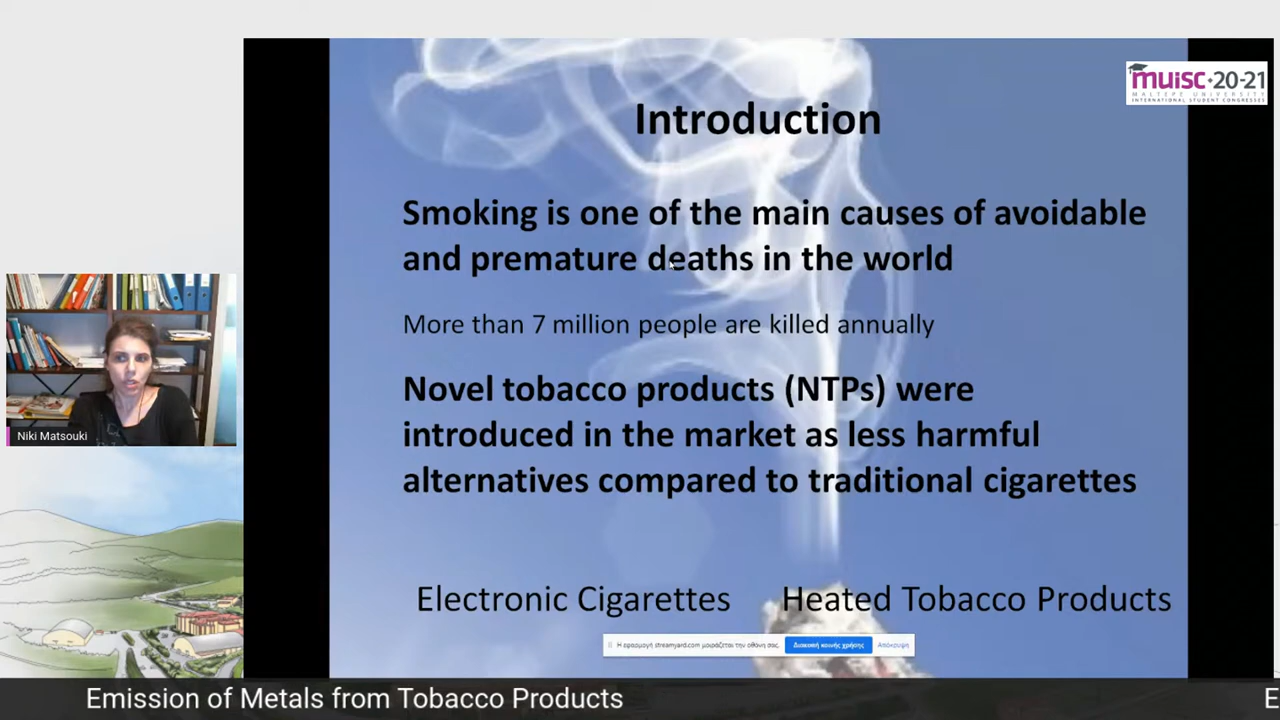 muisc•20-21
MALTEPE UNIVERSITY
INTERNATIONAL STUDENT CONGRESSES
Introduction
Smoking is one of the main causes of avoidable
and premature deaths in the world
More than 7 million people are killed annually
Novel tobacco products (NTPs) were
introduced in the market as less harmful
alternatives compared to traditional cigarettes
Electronic Cigarettes Heated Tobacco Products
Η εφαρμογή streamyard.com μοιράζεται την οθόνη σας. Διακοπή κοινής χρήσης Απόκρυψη
Niki Matsouki
Emission of Metals from Tobacco Products E